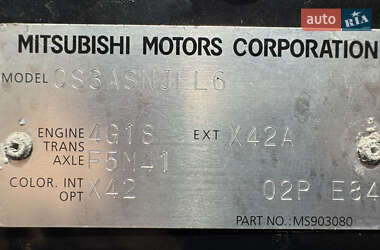 auto RIA
MITSUBISHI MOTORS CORPORATION
MODEL CS3ASNJEL6
ENGINE 4G18 EXT X42A
TRANS
AXLE F5M41
COLOR. INT X42
OPT 02P E84
PART NO.: MS903080